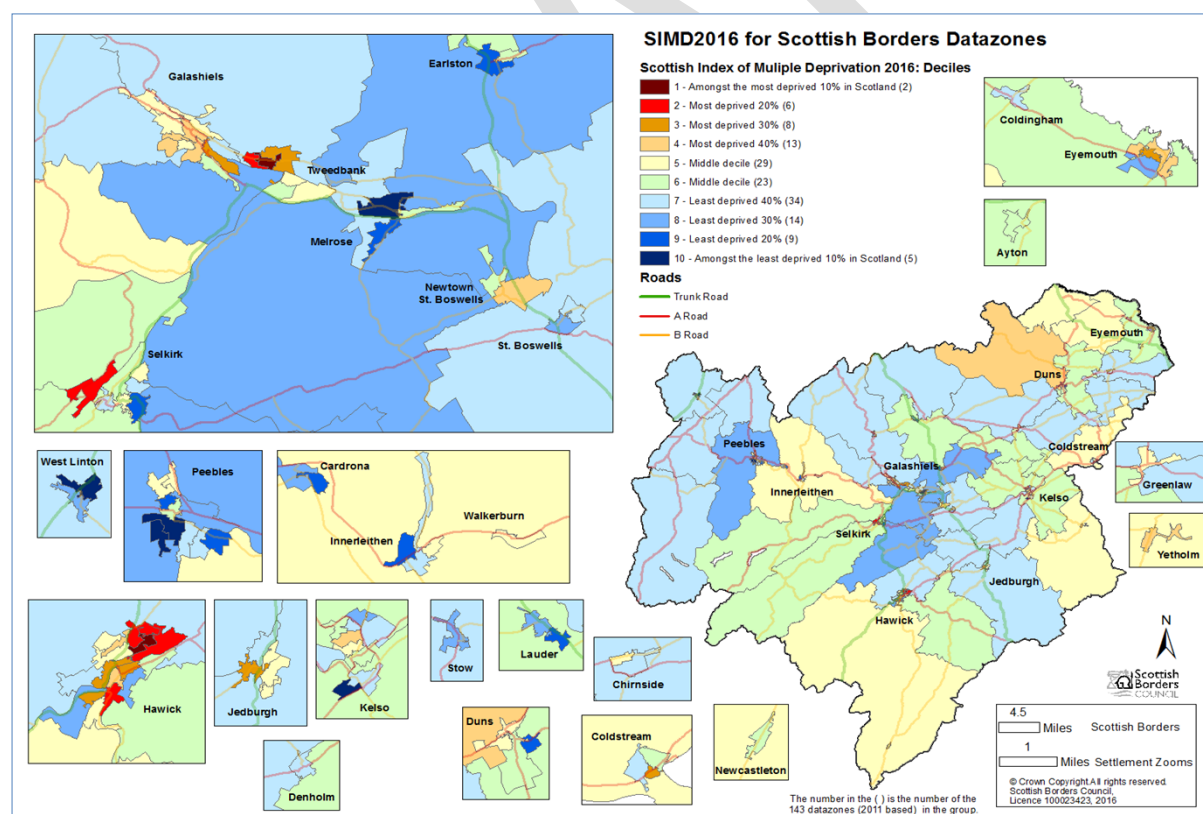 SIMD2016 for Scottish Borders Datazones
Scottish Index of Muliple Deprivation 2016: Deciles
1 - Amongst the most deprived 10% in Scotland (2)
2 - Most deprived 20% (6)
3 - Most deprived 30% (8)
4 - Most deprived 40% (13)
5 - Middle decile (29)
6 - Middle decile (23)
7 - Least deprived 40% (34)
8 - Least deprived 30% (14)
9 - Least deprived 20% (9)
10 - Amongst the least deprived 10% in Scotland (5)
Roads
Trunk Road
A Road
B Road
Galashiels
Earlston
Tweedbank
Melrose
Newtown
St. Boswells
St. Boswells
Selkirk
Coldingham
Eyemouth
Ayton
West Linton
Peebles
Cardrona
Walkerburn
Innerleithen
Hawick
Jedburgh
Kelso
Stow
Lauder
Chirnside
Denholm
Duns
Coldstream
Newcastleton
Eyemouth
Duns
Coldstream
Peebles
Galashiels
Innerleithen
Kelso
Selkirk
Jedburgh
Hawick
Greenlaw
Yetholm
N
Scottish
Borders
COUNCIL
4.5
Miles Scottish Borders
1
Miles Settlement Zooms
© Crown Copyright.All rights reserved.
Scottish Borders Council,
Licence 100023423, 2016
The number in the ( ) is the number of the
143 datazones (2011 based) in the group.